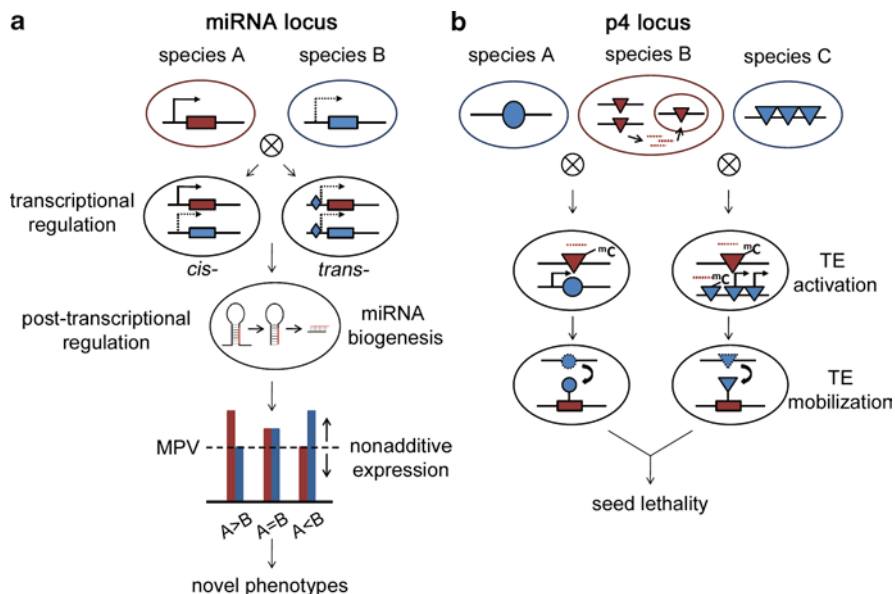 a
miRNA locus
species A
species B
transcriptional
regulation
cis-
trans-
post-transcriptional
regulation
miRNA
biogenesis
MPV
nonadditive
expression
A>B
A=B
A<B
novel phenotypes
b
p4 locus
species A
species B
species C
mC
mC
mC
TE
activation
TE
mobilization
seed lethality